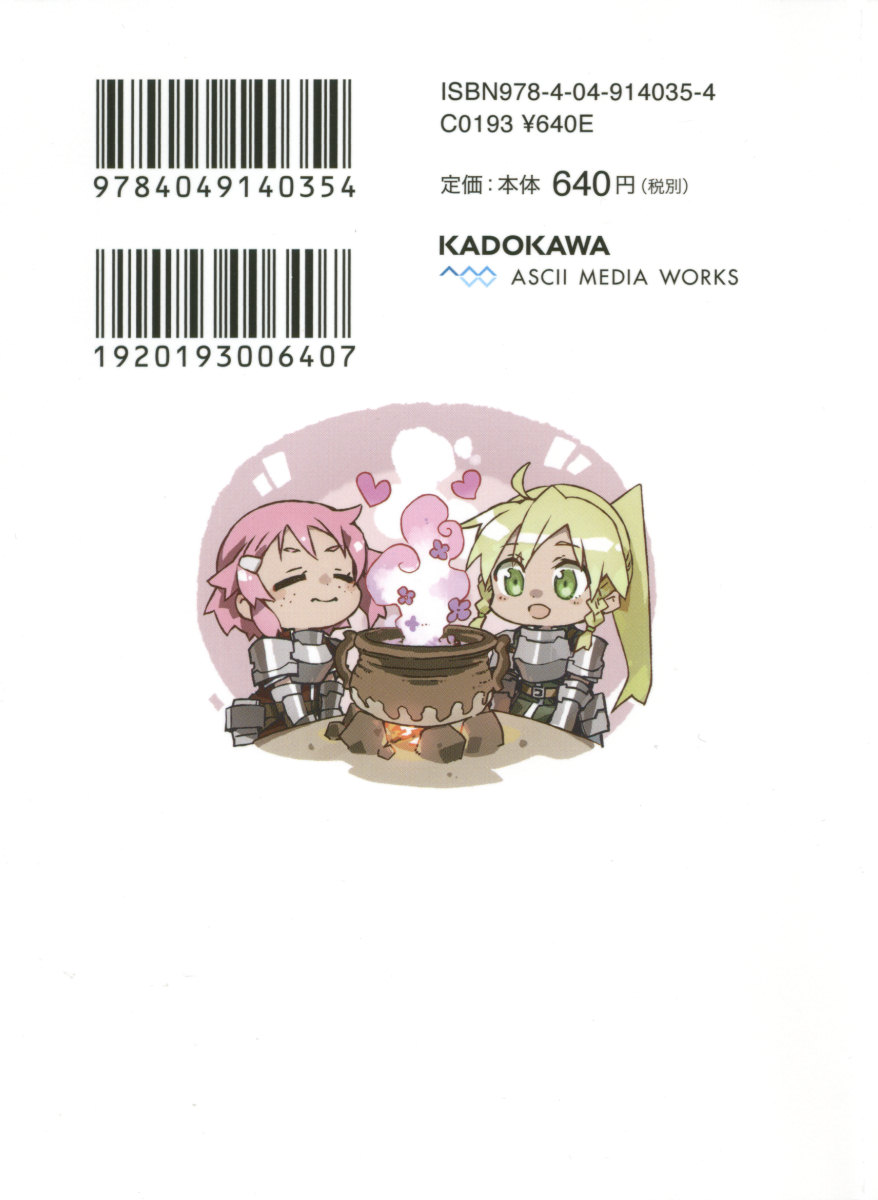 ISBN978-4-04-914035-4
C0193 ¥640E
9784049140354
定価：本体 640円（税別）
KADOKAWA
ASCII MEDIA WORKS
1920193006407